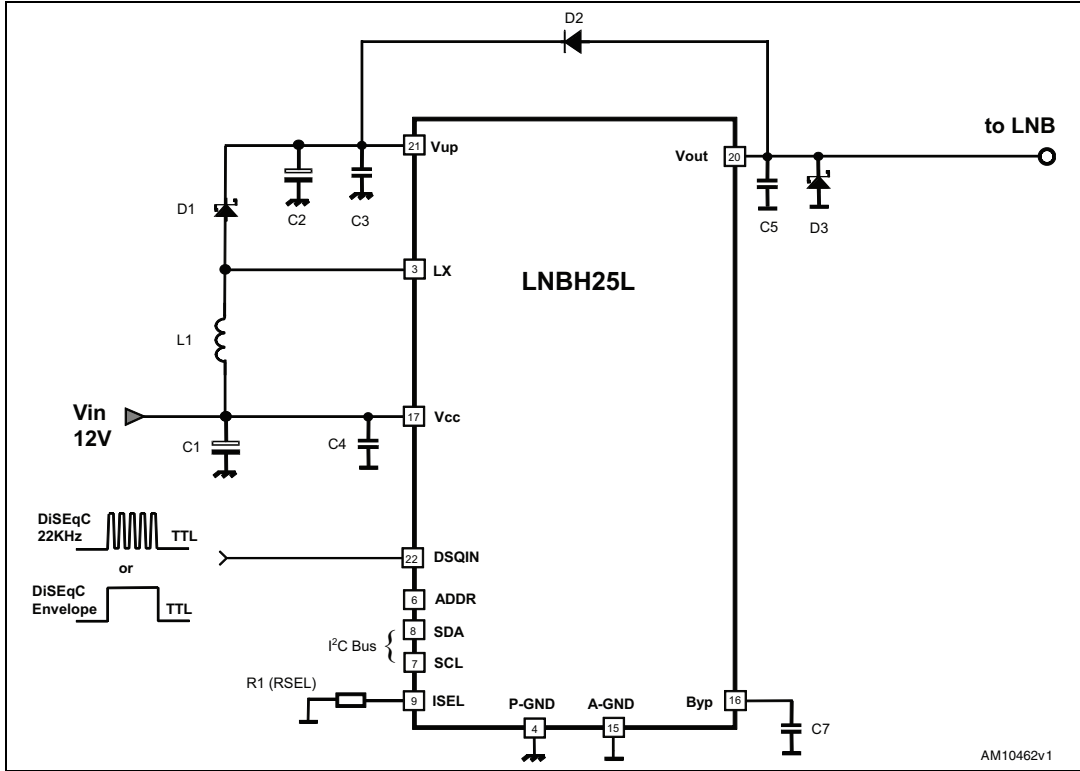 D2
to LNB
21 Vup
Vout 20
D1
C2
C3
C5
D3
3 LX
LNBH25L
L1
Vin
12V
17 Vcc
C1
C4
DiSEqC
22KHz
TTL
or
DiSEqC
Envelope
TTL
22 DSQIN
6 ADDR
I²C Bus { 8 SDA
7 SCL
R1 (RSEL)
9 ISEL
P-GND
4
A-GND
15
Byp 16
C7
AM10462v1